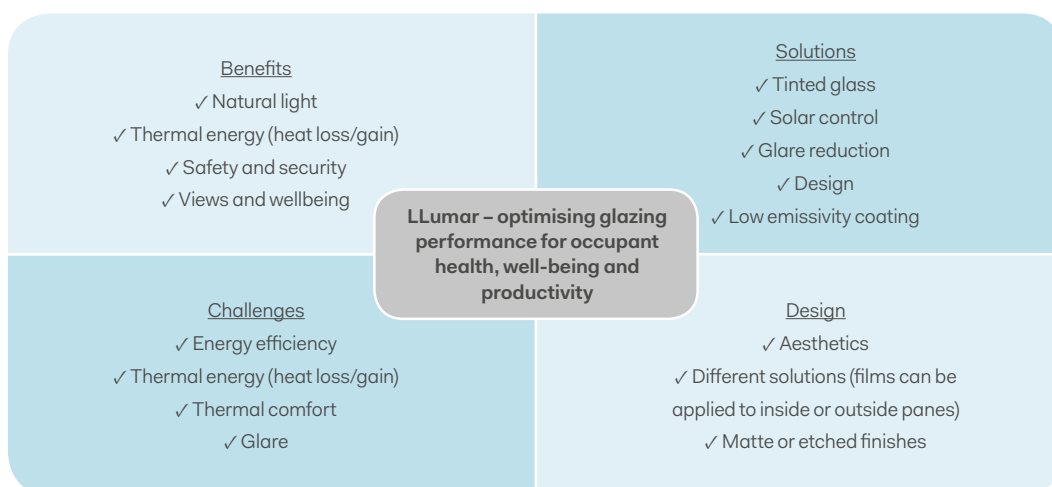 Benefits
✓ Natural light
✓ Thermal energy (heat loss/gain)
✓ Safety and security
✓ Views and wellbeing
Solutions
✓ Tinted glass
✓ Solar control
✓ Glare reduction
✓ Design
✓ Low emissivity coating
LLumar – optimising glazing
performance for occupant
health, well-being and
productivity
Challenges
✓ Energy efficiency
✓ Thermal energy (heat loss/gain)
✓ Thermal comfort
✓ Glare
Design
✓ Aesthetics
✓ Different solutions (films can be
applied to inside or outside panes)
✓ Matte or etched finishes